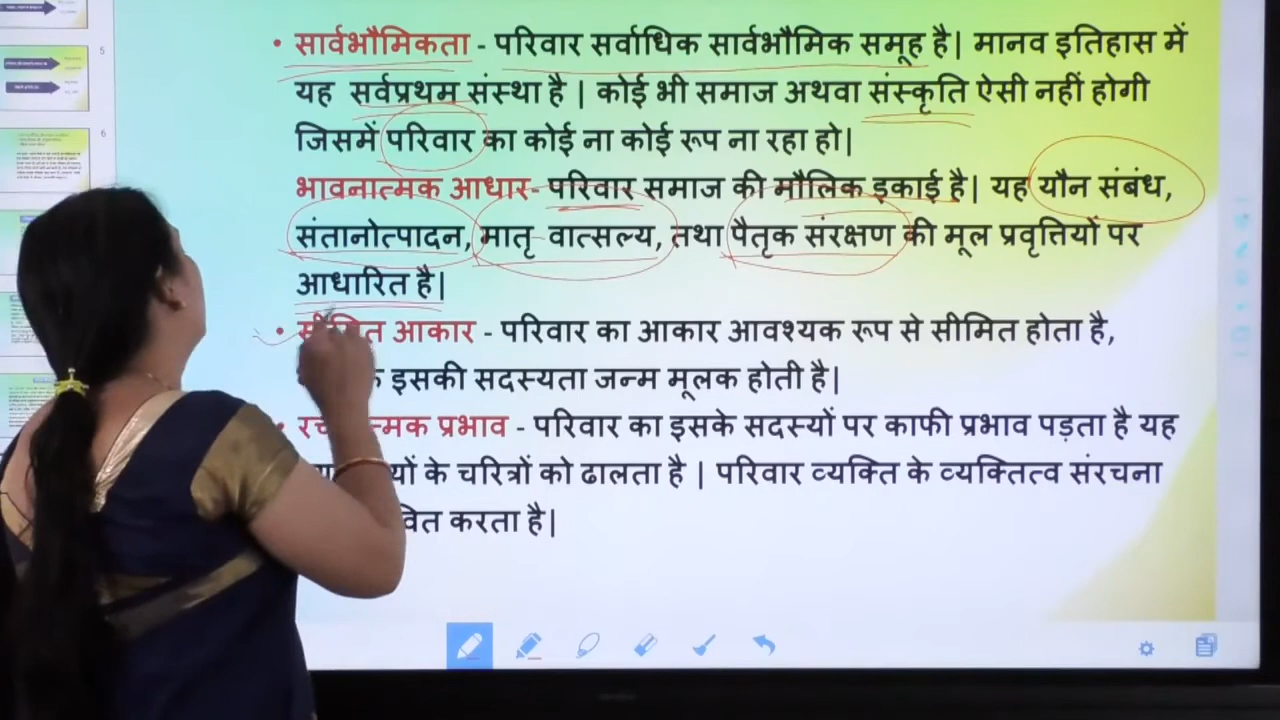 • सार्वभौमिकता - परिवार सर्वाधिक सार्वभौमिक समूह है| मानव इतिहास में
यह सर्वप्रथम संस्था है | कोई भी समाज अथवा संस्कृति ऐसी नहीं होगी
जिसमें परिवार का कोई ना कोई रूप ना रहा हो|
भावनात्मक आधार- परिवार समाज की मौलिक इकाई है| यह यौन संबंध,
संतानोत्पादन, मातृ वात्सल्य, तथा पैतृक संरक्षण की मूल प्रवृत्तियों पर
आधारित है|
• सीमित आकार - परिवार का आकार आवश्यक रूप से सीमित होता है,
इसकी सदस्यता जन्म मूलक होती है|
• प्रभाव - परिवार का इसके सदस्यों पर काफी प्रभाव पड़ता है यह
के चरित्रों को ढालता है | परिवार व्यक्ति के व्यक्तित्व संरचना
करता है|
5
6